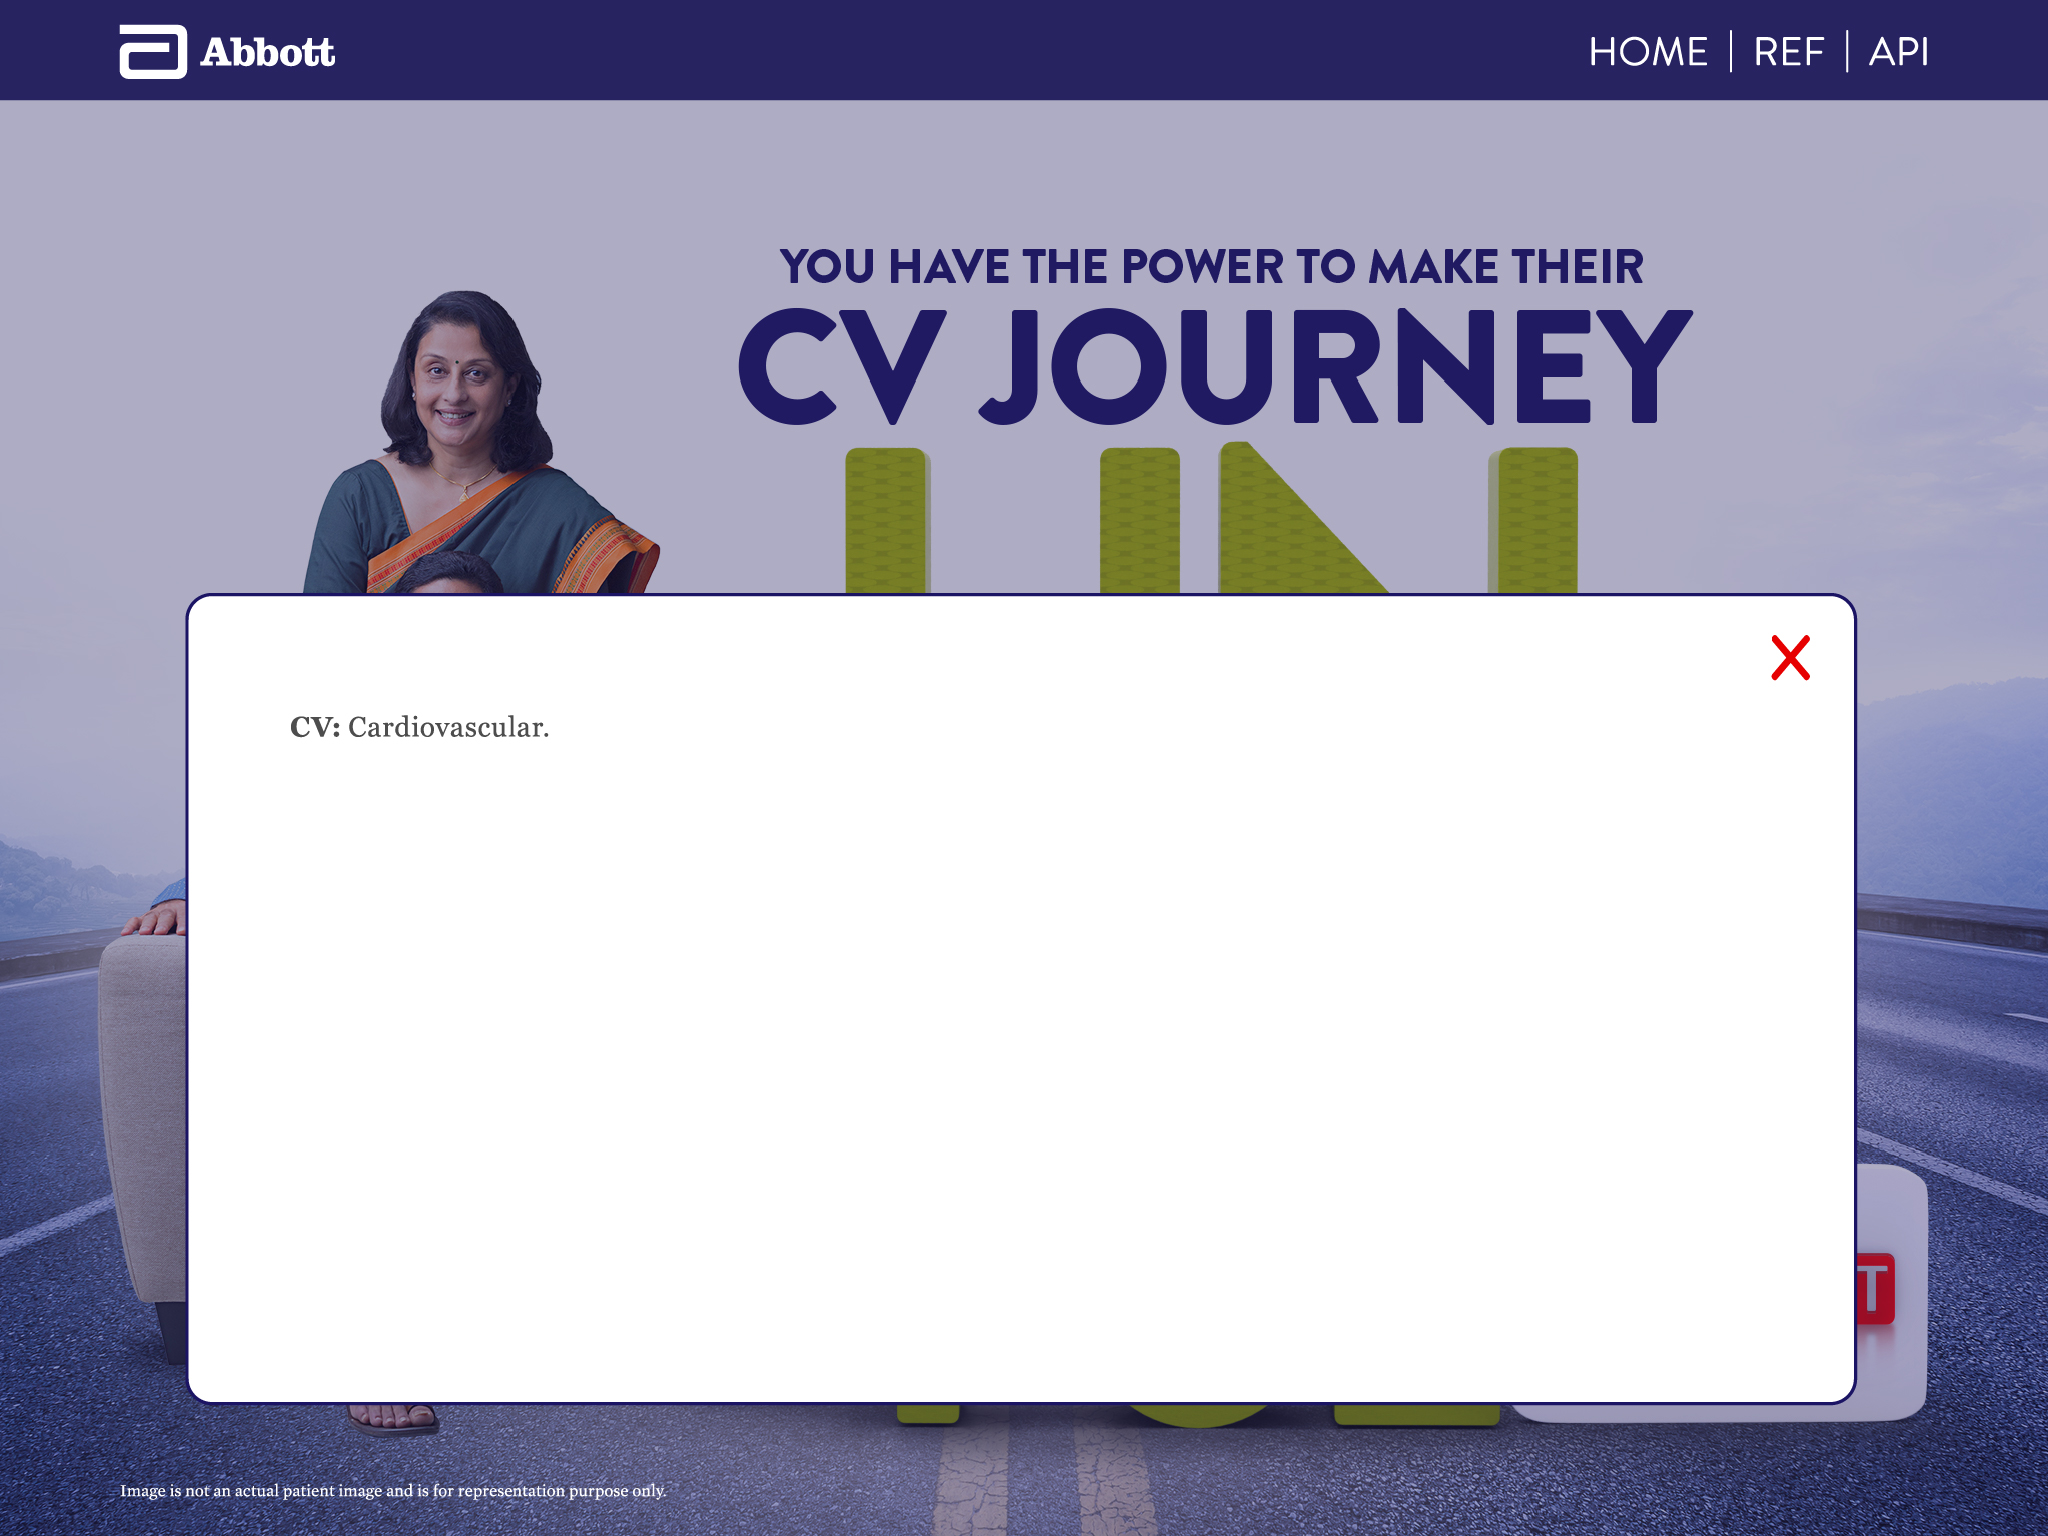 Abbott
HOME | REF | API
YOU HAVE THE POWER TO MAKE THEIR
CV JOURNEY
UN
CV: Cardiovascular.
T
Image is not an actual patient image and is for representation purpose only.